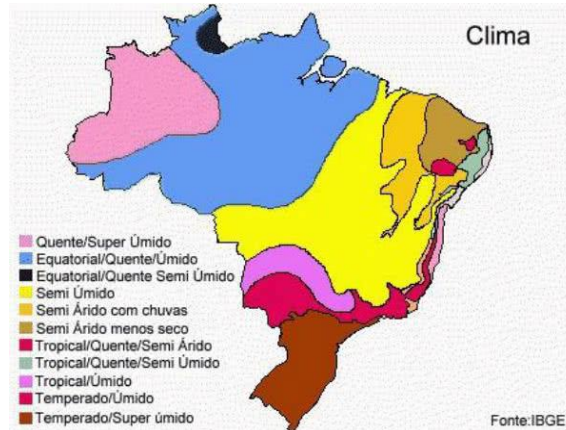 Clima
Quente/Super Úmido
Equatorial/Quente/Úmido
Equatorial/Quente Semi Úmido
Semi Úmido
Semi Árido com chuvas
Semi Árido menos seco
Tropical/Quente/Semi Árido
Tropical/Quente/Semi Úmido
Tropical/Úmido
Temperado/Úmido
Temperado/Super úmido
Fonte:IBGE